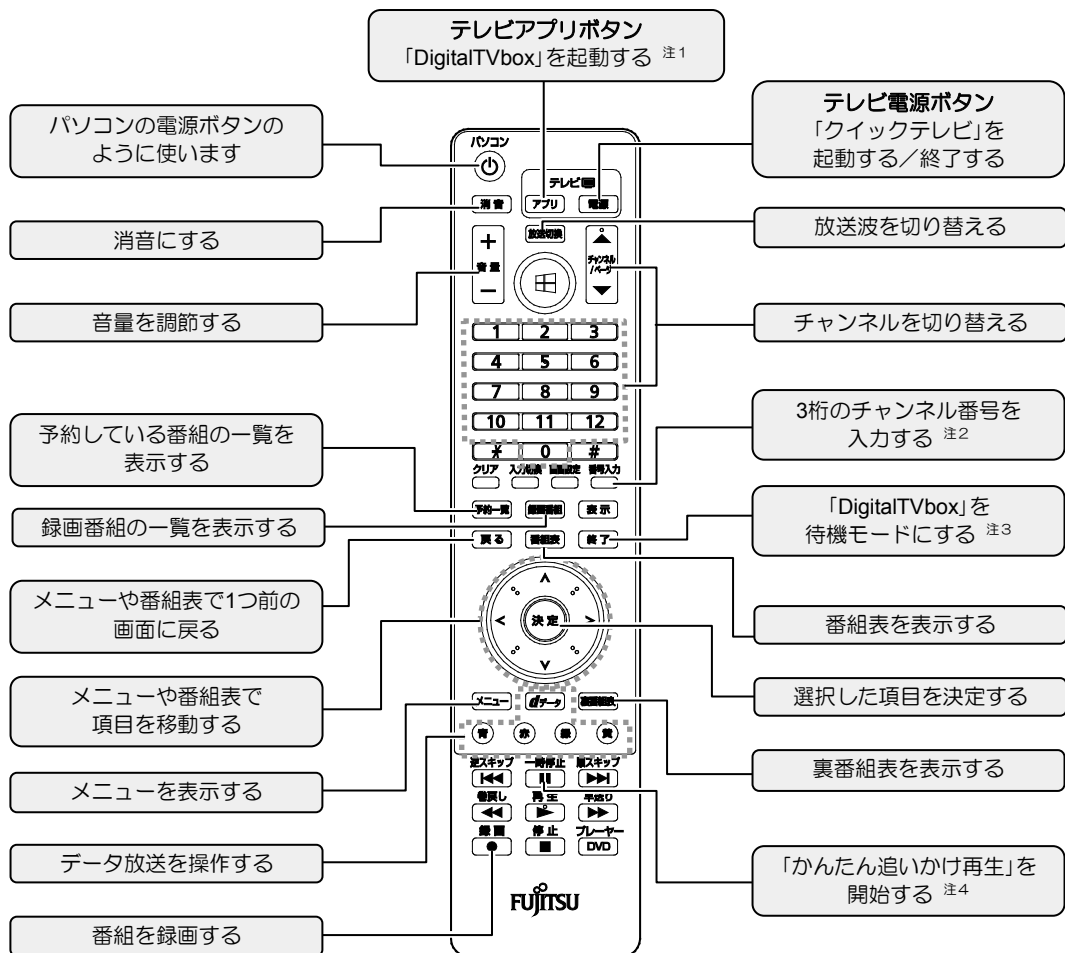 テレビアプリボタン
「DigitalTVbox」を起動する 注1
パソコンの電源ボタンの
ように使います
消音にする
音量を調節する
予約している番組の一覧を
表示する
録画番組の一覧を表示する
メニューや番組表で1つ前の
画面に戻る
メニューや番組表で
項目を移動する
メニューを表示する
データ放送を操作する
番組を録画する
パソコン
テレビ
消音 アプリ 電源
放送切換
+
音量
−
チャンネル
/ページ
1 2 3
4 5 6
7 8 9
10 11 12
* 0 #
クリア 入力切換 画面設定 番号入力
予約一覧 録画番組 表示
戻る 番組表 終了
決定
メニュー dデータ 裏番組表
青 赤 緑 黄
逆スキップ 一時停止 順スキップ
巻戻し 再生 早送り
録画 停止 プレーヤー
DVD
FUJITSU
テレビ電源ボタン
「クイックテレビ」を
起動する/終了する
放送波を切り替える
チャンネルを切り替える
3桁のチャンネル番号を
入力する 注2
「DigitalTVbox」を
待機モードにする 注3
番組表を表示する
選択した項目を決定する
裏番組表を表示する
「かんたん追いかけ再生」を
開始する 注4